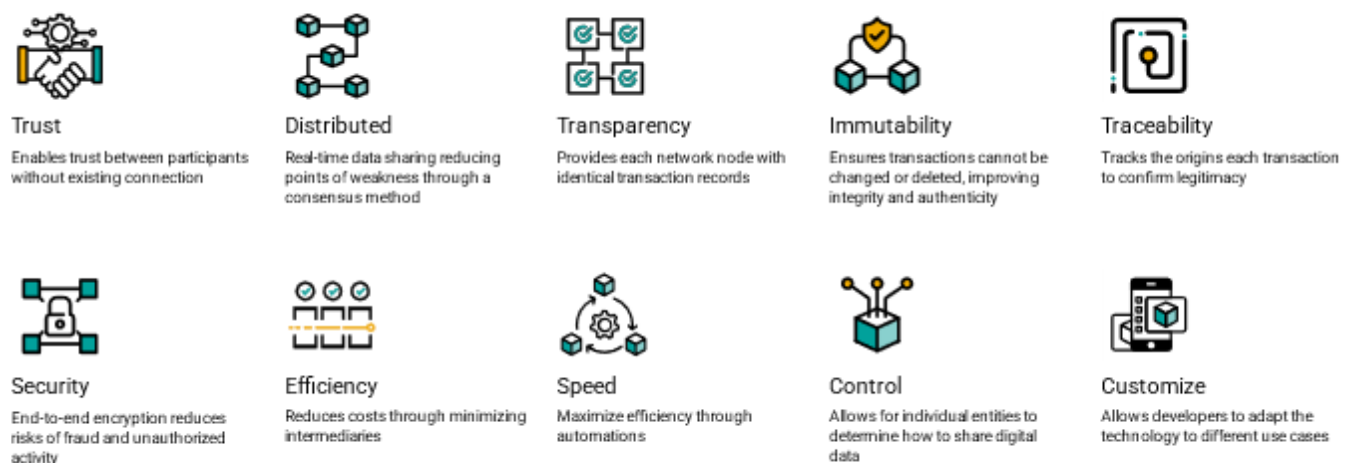 Trust
Enables trust between participants
without existing connection
Distributed
Real-time data sharing reducing
points of weakness through a
consensus method
Transparency
Provides each network node with
identical transaction records
Immutability
Ensures transactions cannot be
changed or deleted, improving
integrity and authenticity
Traceability
Tracks the origins each transaction
to confirm legitimacy
Security
End-to-end encryption reduces
risks of fraud and unauthorized
activity
Efficiency
Reduces costs through minimizing
intermediaries
Speed
Maximize efficiency through
automations
Control
Allows for individual entities to
determine how to share digital
data
Customize
Allows developers to adapt the
technology to different use cases